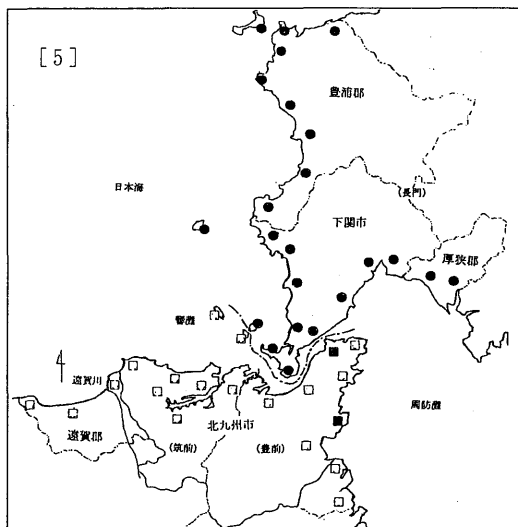 [5]
豊浦郡
日本海
(長門)
下関市
厚狭郡
響灘
遠賀川
北九州市
周防灘
遠賀郡
(筑前)
(豊前)